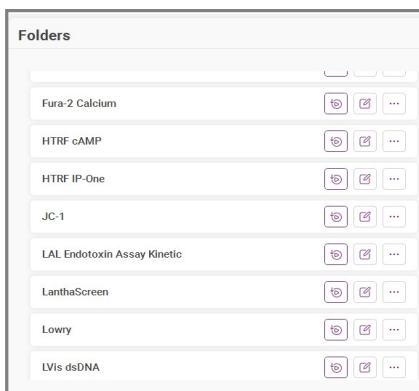 Folders
Fura-2 Calcium
HTRF cAMP
HTRF IP-One
JC-1
LAL Endotoxin Assay Kinetic
LanthaScreen
Lowry
LVis dsDNA